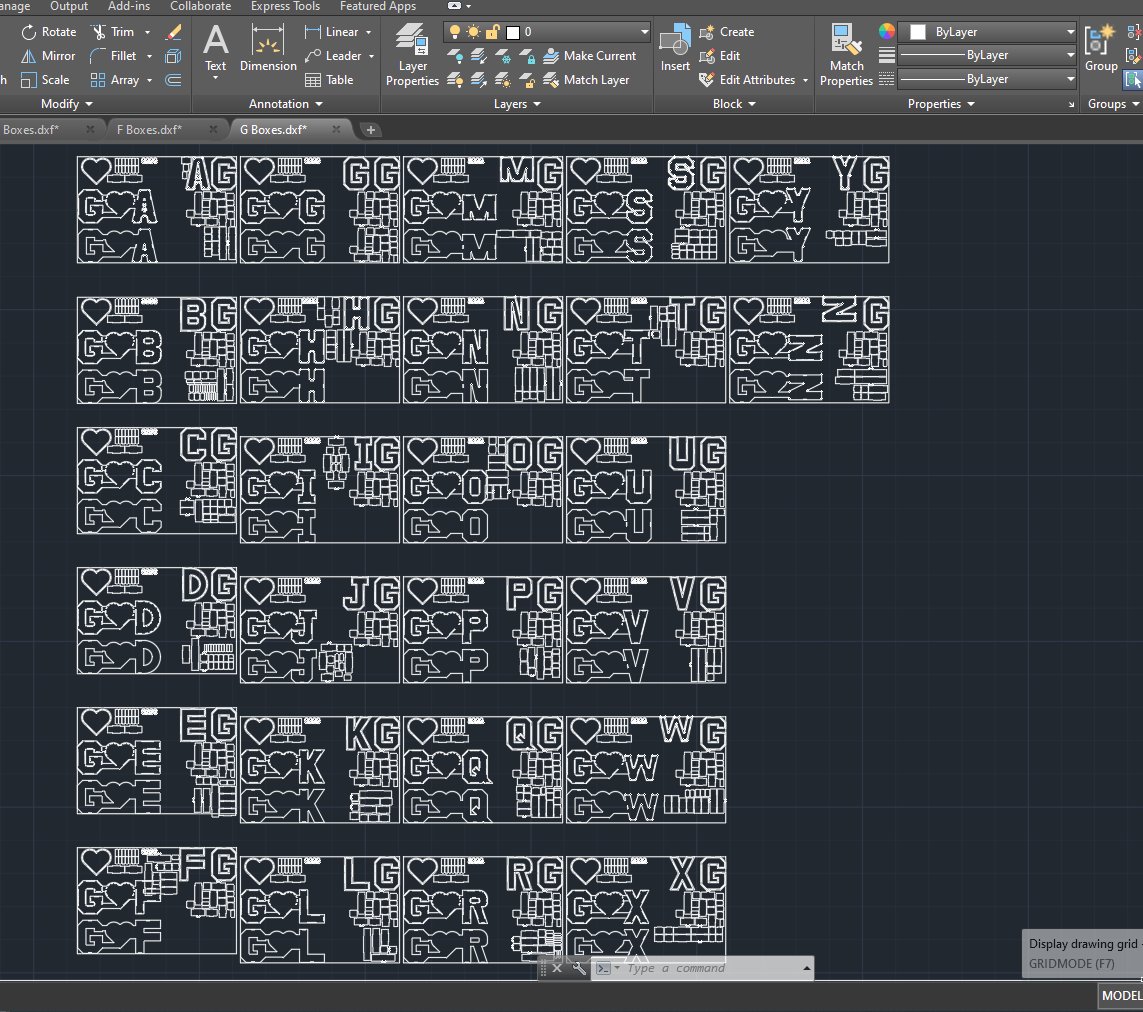 anage Output Add-ins Collaborate Express Tools Featured Apps
Rotate Trim
Mirror Fillet
h Scale Array
Modify
Text Dimension
Linear
Leader
Table
Annotation
Layer Properties
0
Make Current
Match Layer
Layers
Insert
Create
Edit
Edit Attributes
Block
Match Properties
ByLayer
ByLayer
ByLayer
Properties
Group
Groups
Boxes.dxf* F Boxes.dxf* G Boxes.dxf*
AG GG MG SG YG
G A G G G M G S G Y
G A G G G M G S G Y
BG HG NG TG ZG
G B G H G N G T G Z
G B G H G N G T G Z
CG IG OG UG
G C G I G O G U
G C G I G O G U
DG JG PG VG
G D G J G P G V
G D G J G P G V
EG KG QG WG
G E G K G Q G W
G E G K G Q G W
FG LG RG XG
G F G L G R G X
G F G L G R G X
Type a command
Display drawing grid -
GRIDMODE (F7)
MODEL